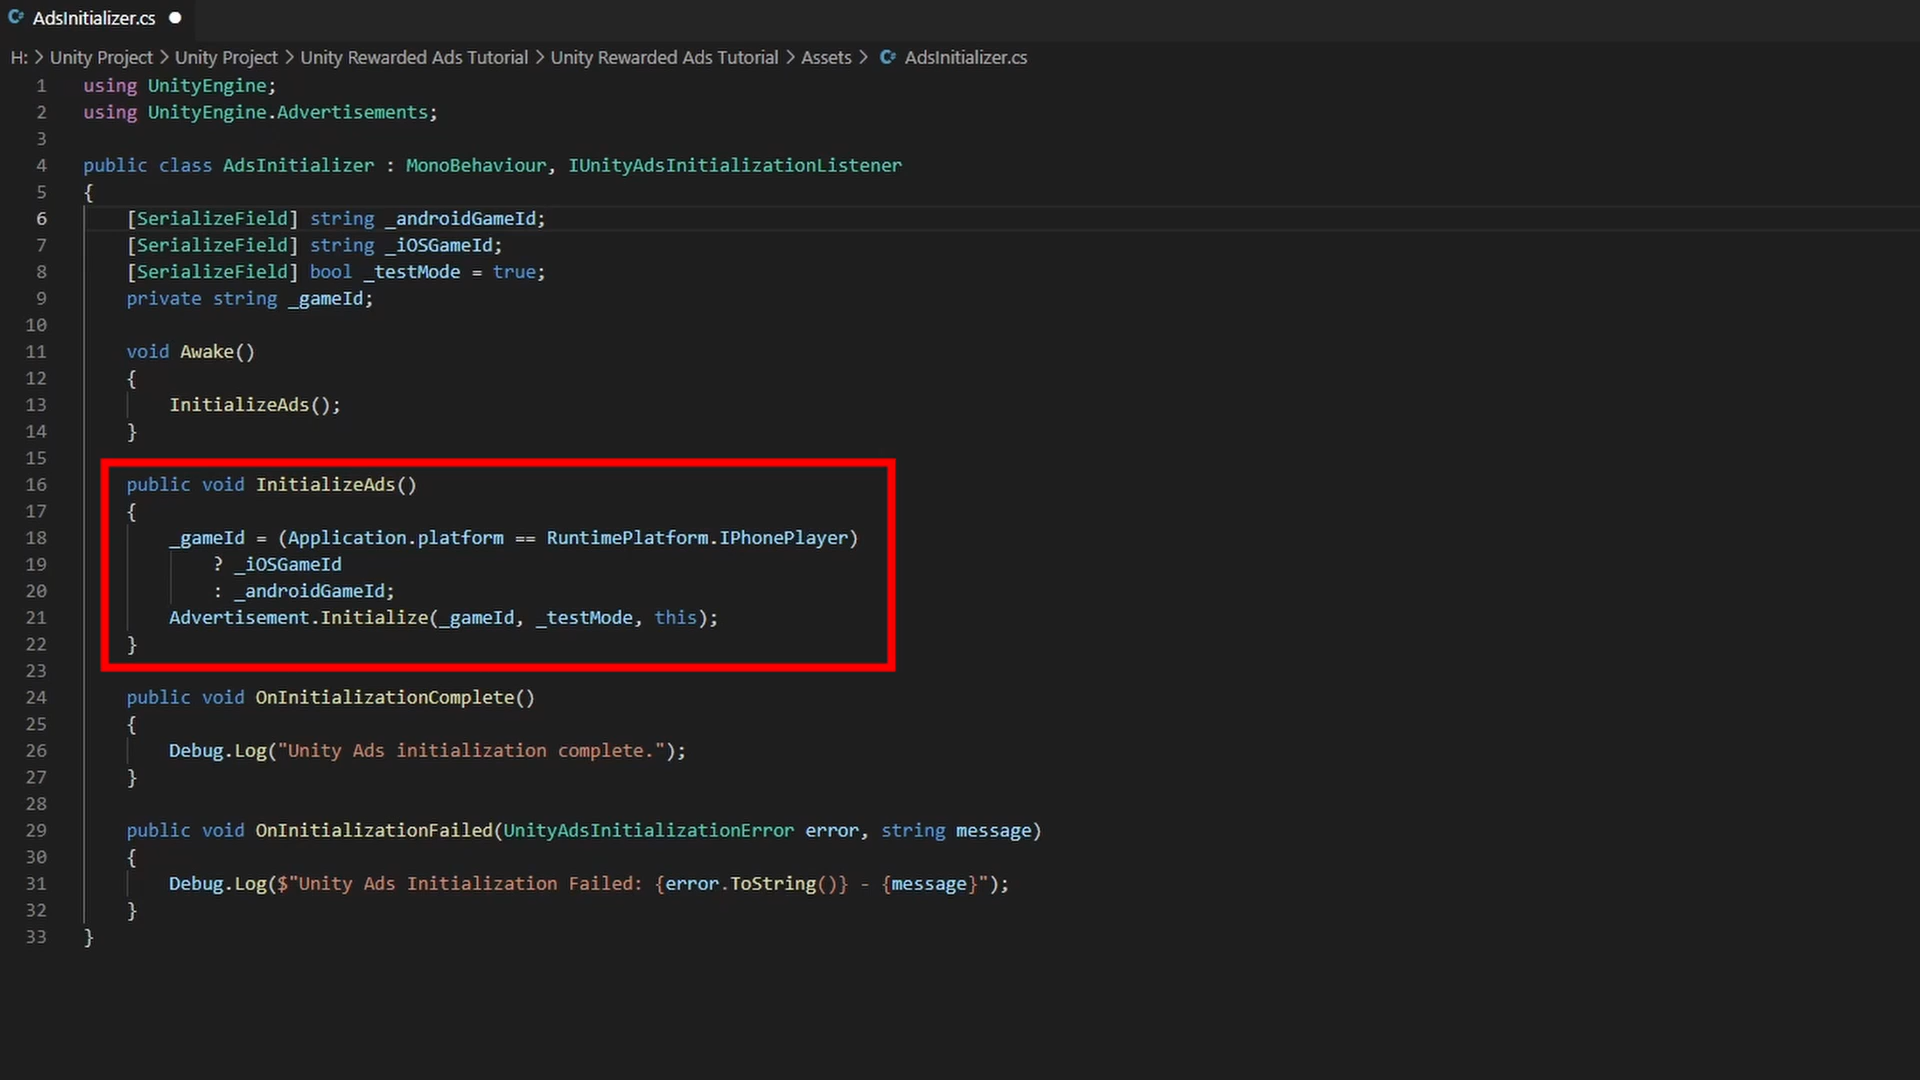 AdsInitializer.cs
H: > Unity Project > Unity Project > Unity Rewarded Ads Tutorial > Unity Rewarded Ads Tutorial > Assets > AdsInitializer.cs
1 using UnityEngine;
2 using UnityEngine.Advertisements;
3
4 public class AdsInitializer : MonoBehaviour, IUnityAdsInitializationListener
5 {
6 [SerializeField] string _androidGameId;
7 [SerializeField] string _iOSGameId;
8 [SerializeField] bool _testMode = true;
9 private string _gameId;
10
11 void Awake()
12 {
13 InitializeAds();
14 }
15
16 public void InitializeAds()
17 {
18 _gameId = (Application.platform == RuntimePlatform.IPhonePlayer)
19 ? _iOSGameId
20 : _androidGameId;
21 Advertisement.Initialize(_gameId, _testMode, this);
22 }
23
24 public void OnInitializationComplete()
25 {
26 Debug.Log("Unity Ads initialization complete.");
27 }
28
29 public void OnInitializationFailed(UnityAdsInitializationError error, string message)
30 {
31 Debug.Log($"Unity Ads Initialization Failed: {error.ToString()} - {message}");
32 }
33 }